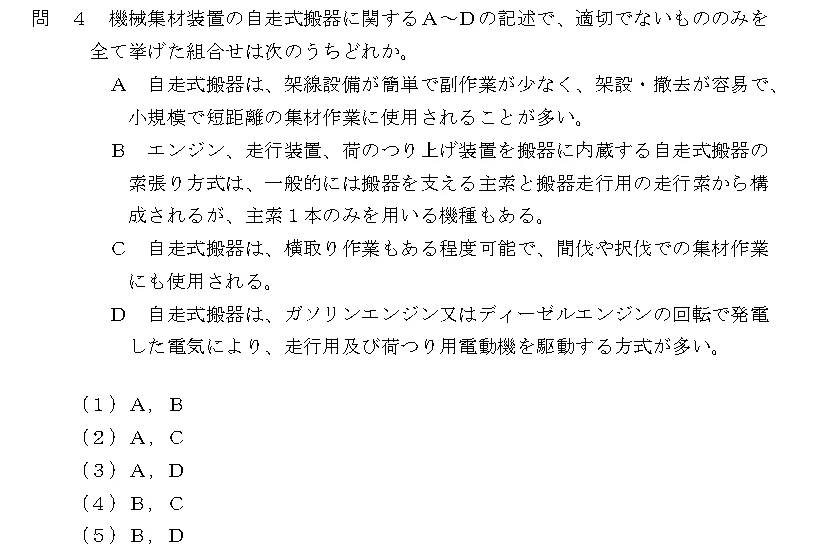 問　４　機械集材装置の自走式搬器に関するＡ～Ｄの記述で、適切でないもののみを
全て挙げた組合せは次のうちどれか。
Ａ　自走式搬器は、架線設備が簡単で副作業が少なく、架設・撤去が容易で、
小規模で短距離の集材作業に使用されることが多い。
Ｂ　エンジン、走行装置、荷のつり上げ装置を搬器に内蔵する自走式搬器の
索張り方式は、一般的には搬器を支える主索と搬器走行用の走行索から構
成されるが、主索１本のみを用いる機種もある。
Ｃ　自走式搬器は、横取り作業もある程度可能で、間伐や択伐での集材作業
にも使用される。
Ｄ　自走式搬器は、ガソリンエンジン又はディーゼルエンジンの回転で発電
した電気により、走行用及び荷つり用電動機を駆動する方式が多い。
（１）Ａ，Ｂ
（２）Ａ，Ｃ
（３）Ａ，Ｄ
（４）Ｂ，Ｃ
（５）Ｂ，Ｄ